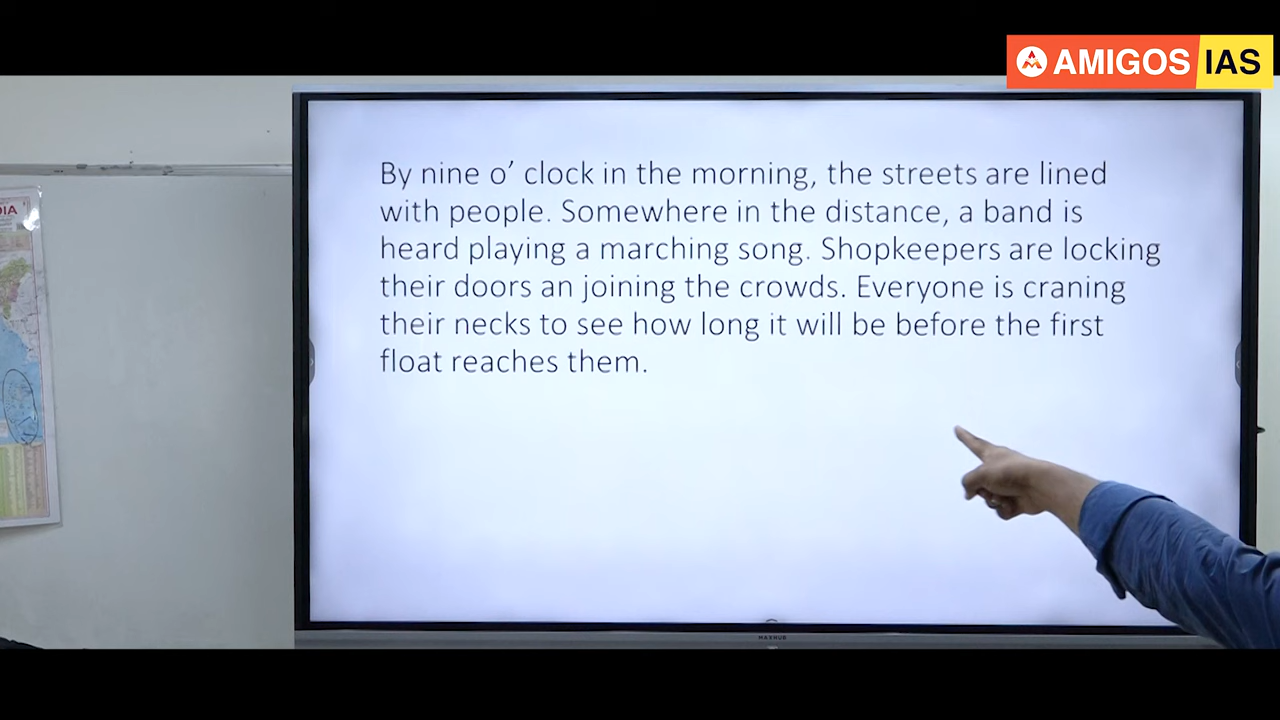 AMIGOS IAS
By nine o’ clock in the morning, the streets are lined
with people. Somewhere in the distance, a band is
heard playing a marching song. Shopkeepers are locking
their doors an joining the crowds. Everyone is craning
their necks to see how long it will be before the first
float reaches them.
MAXHUB